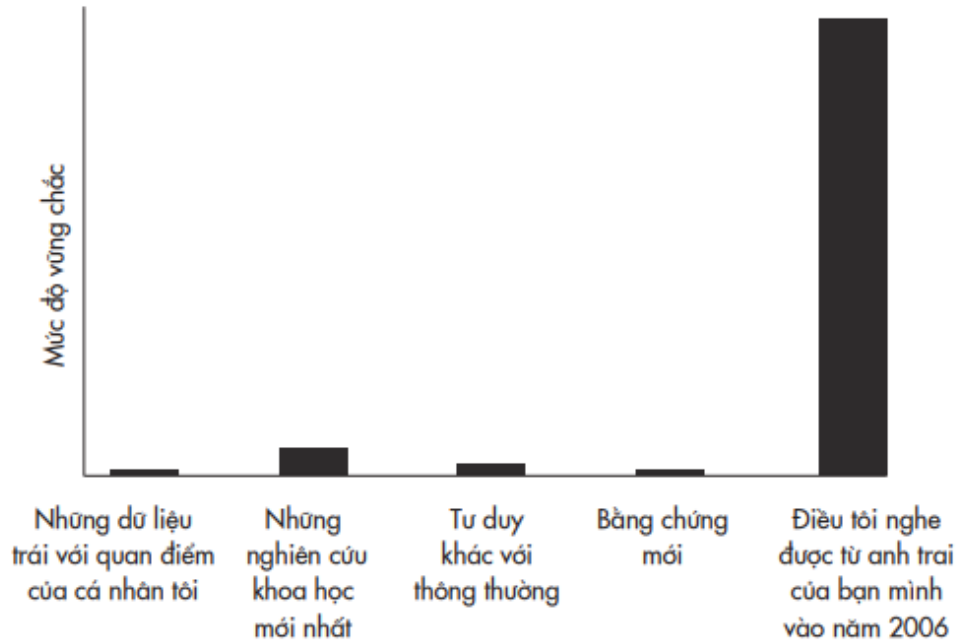 Mức độ vững chắc
Những dữ liệu
trái với quan điểm
của cá nhân tôi
Những
nghiên cứu
khoa học
mới nhất
Tư duy
khác với
thông thường
Bằng chứng
mới
Điều tôi nghe
được từ anh trai
của bạn mình
vào năm 2006